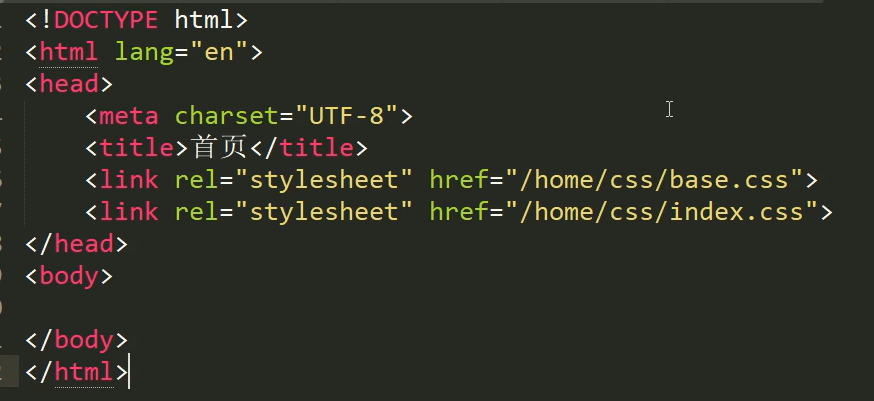 <!DOCTYPE html>
<html lang="en">
<head>
    <meta charset="UTF-8">
    <title>首页</title>
    <link rel="stylesheet" href="/home/css/base.css">
    <link rel="stylesheet" href="/home/css/index.css">
</head>
<body>

</body>
</html>